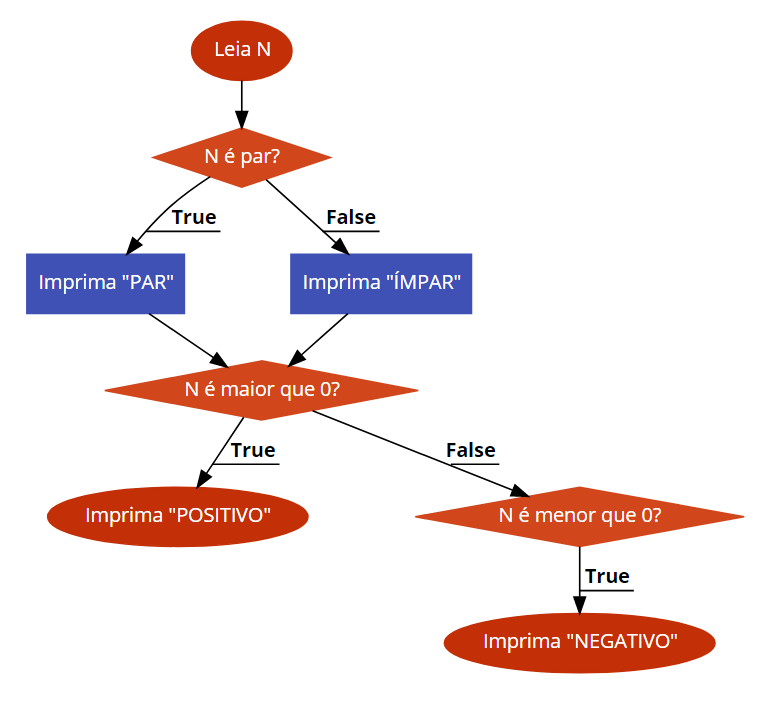 Leia N
N é par?
True
False
Imprima "PAR"
Imprima "ÍMPAR"
N é maior que 0?
True
False
Imprima "POSITIVO"
N é menor que 0?
True
Imprima "NEGATIVO"